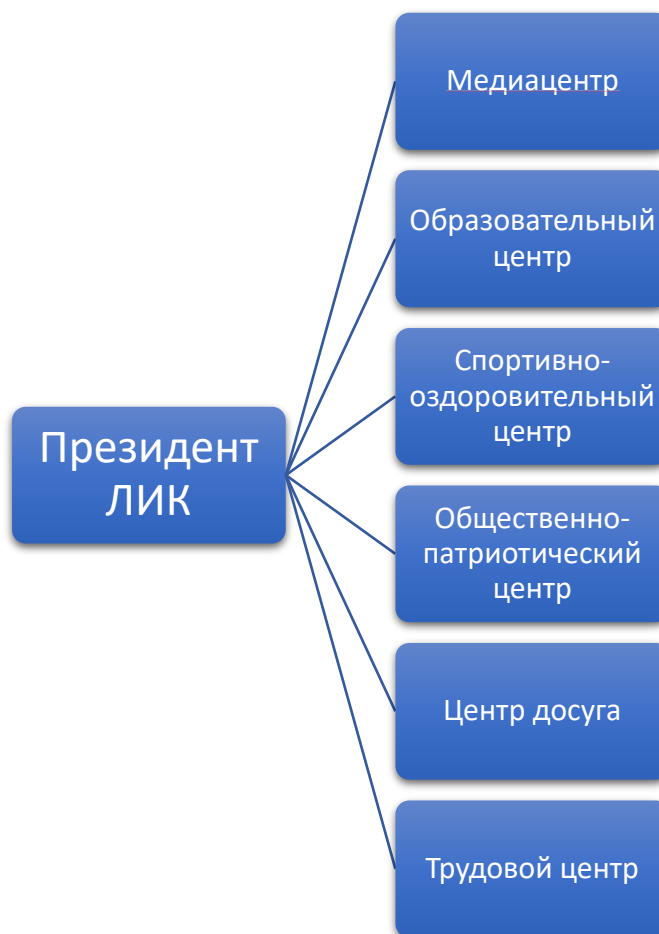 Медиацентр
Образовательный
центр
Спортивно-
оздоровительный
центр
Президент
ЛИК
Общественно-
патриотический
центр
Центр досуга
Трудовой центр